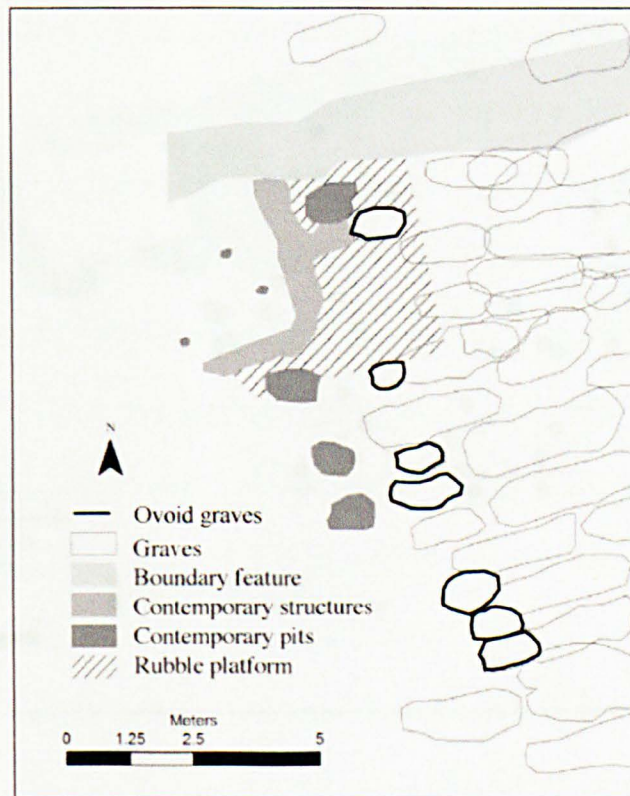 N
Ovoid graves
Graves
Boundary feature
Contemporary structures
Contemporary pits
Rubble platform
Meters
0 1.25 2.5 5